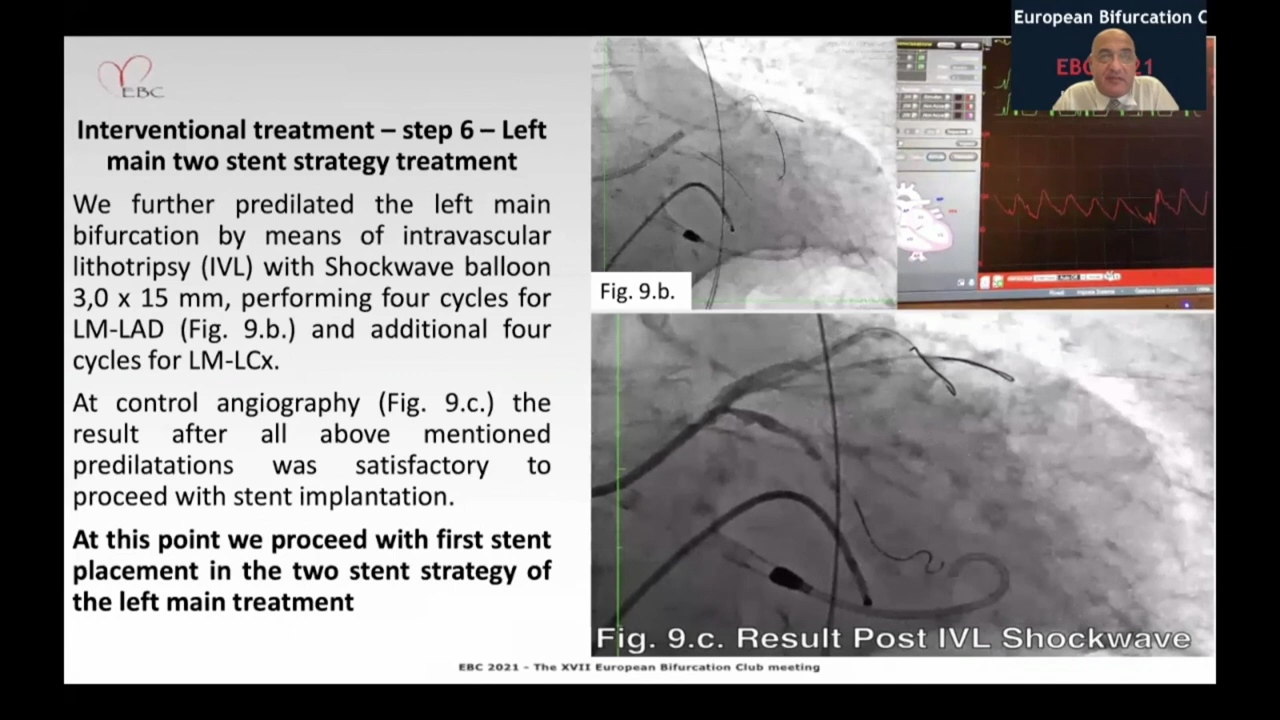 European Bifurcation C
EBC 21
EBC
Interventional treatment – step 6 – Left
main two stent strategy treatment
We further predilated the left main
bifurcation by means of intravascular
lithotripsy (IVL) with Shockwave balloon
3,0 x 15 mm, performing four cycles for
LM-LAD (Fig. 9.b.) and additional four
cycles for LM-LCx.
At control angiography (Fig. 9.c.) the
result after all above mentioned
predilatations was satisfactory to
proceed with stent implantation.
At this point we proceed with first stent
placement in the two stent strategy of
the left main treatment
Fig. 9.b.
Fig. 9.c. Result Post IVL Shockwave
EBC 2021 - The XVII European Bifurcation Club meeting